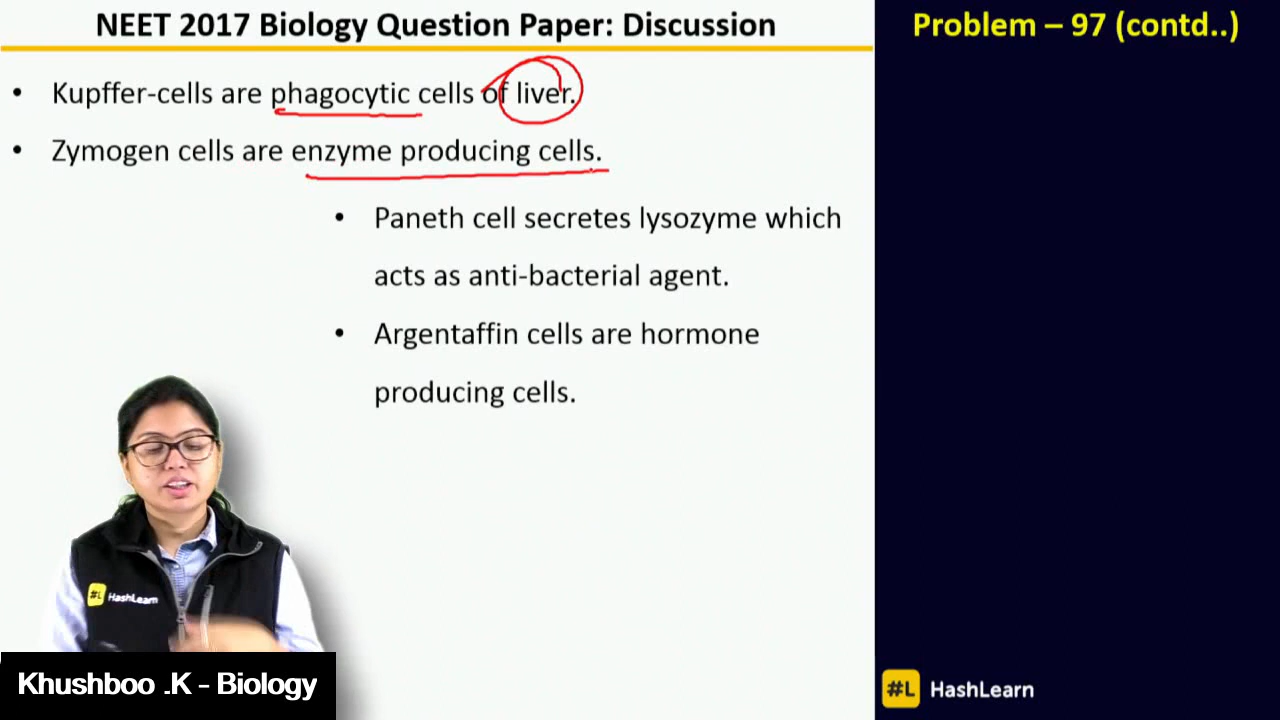 NEET 2017 Biology Question Paper: Discussion
Problem – 97 (contd..)
• Kupffer-cells are phagocytic cells of liver.
• Zymogen cells are enzyme producing cells.
• Paneth cell secretes lysozyme which
acts as anti-bacterial agent.
• Argentaffin cells are hormone
producing cells.
#L HashLearn
Khushboo .K – Biology
#L HashLearn